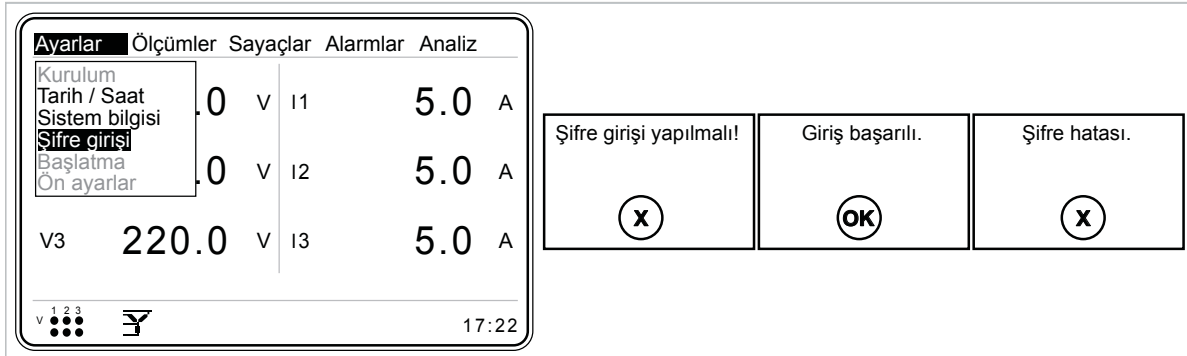 Ayarlar Ölçümler Sayaçlar Alarmlar Analiz
Kurulum
Tarih / Saat
Sistem bilgisi
Şifre girişi
Başlatma
Ön ayarlar
.0 V I1 5.0 A
.0 V I2 5.0 A
V3 220.0 V I3 5.0 A
V 1 2 3
17:22
Şifre girişi yapılmalı!
X
Giriş başarılı.
OK
Şifre hatası.
X